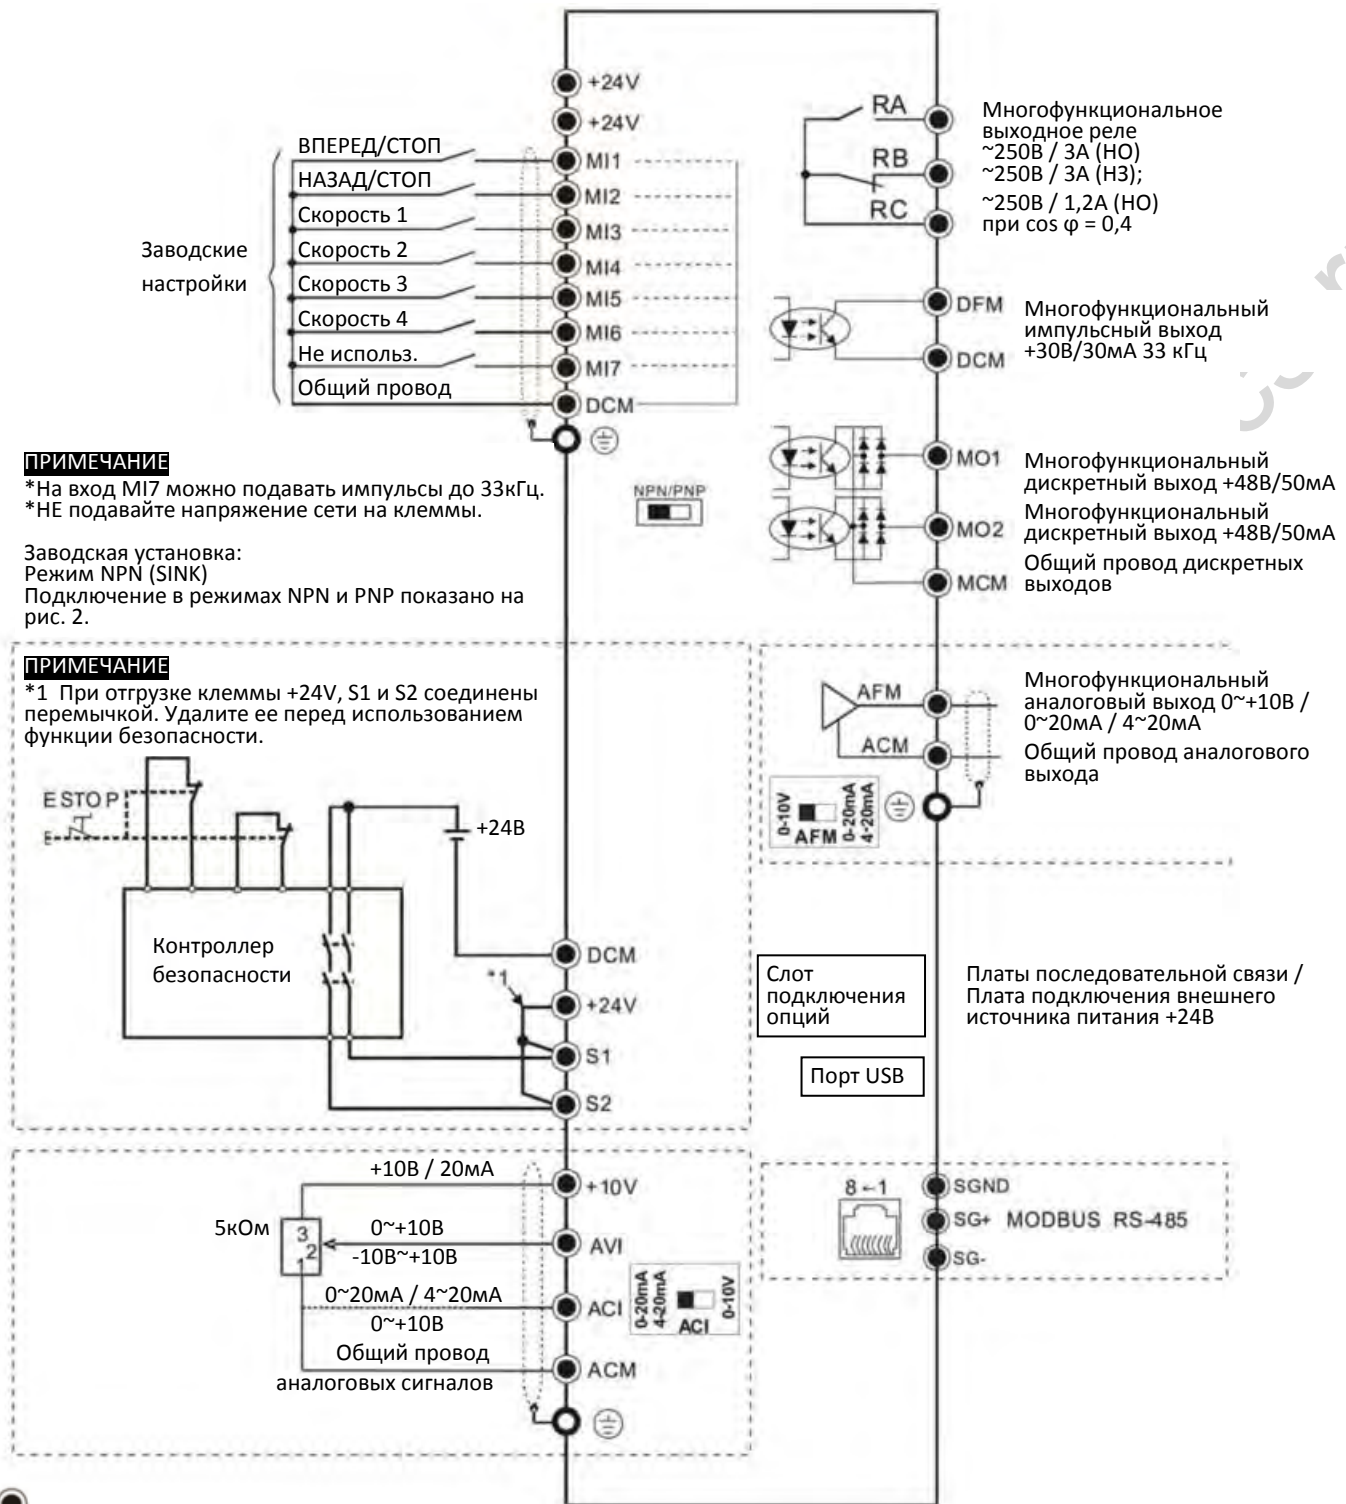 +24V
+24V
ВПЕРЕД/СТОП
MI1
НАЗАД/СТОП
MI2
Скорость 1
MI3
Скорость 2
MI4
Скорость 3
MI5
Скорость 4
MI6
Не использ.
MI7
Общий провод
DCM
Заводские
настройки
RA
RB
RC
Многофункциональное
выходное реле
~250В / 3А (НО)
~250В / 3А (НЗ);
~250В / 1,2А (НО)
при cos φ = 0,4
DFM
DCM
Многофункциональный
импульсный выход
+30В/30мА 33 кГц
ПРИМЕЧАНИЕ
*На вход MI7 можно подавать импульсы до 33кГц.
*НЕ подавайте напряжение сети на клеммы.
Заводская установка:
Режим NPN (SINK)
Подключение в режимах NPN и PNP показано на
рис. 2.
NPN/PNP
MO1
MO2
MCM
Многофункциональный
дискретный выход +48В/50мА
Многофункциональный
дискретный выход +48В/50мА
Общий провод дискретных
выходов
ПРИМЕЧАНИЕ
*1 При отгрузке клеммы +24V, S1 и S2 соединены
перемычкой. Удалите ее перед использованием
функции безопасности.
ESTOP
+24В
Контроллер
безопасности
*1
DCM
+24V
S1
S2
AFM
ACM
Многофункциональный
аналоговый выход 0~+10В /
0~20мА / 4~20мА
Общий провод аналогового
выхода
0-10V
AFM
0-20mA
4-20mA
Слот
подключения
опций
Платы последовательной связи /
Плата подключения внешнего
источника питания +24В
Порт USB
+10В / 20мА
+10V
5кОм
3
2
1
0~+10В
-10В~+10В
AVI
0~20мА / 4~20мА
0~+10В
ACI
Общий провод
аналоговых сигналов
ACM
0-20mA
4-20mA
ACI
0-10V
8←1
SGND
SG+ MODBUS RS-485
SG-